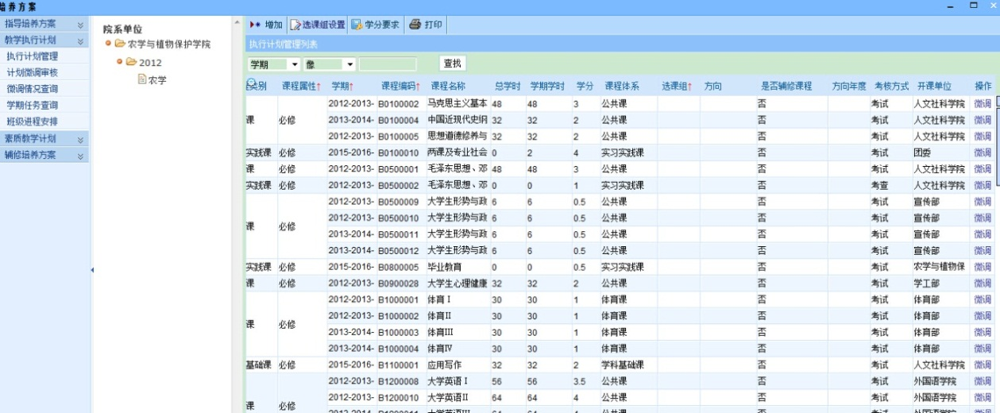 培养方案
指导培养方案
教学执行计划
执行计划管理
计划微调审核
微调情况查询
学期任务查询
班级进程安排
素质教学计划
辅修培养方案
院系单位
农学与植物保护学院
2012
农学
增加 选课组设置 学分要求 打印
执行计划管理列表
学期 像 查找
类别 课程属性↑ 学期↑ 课程编码↑ 课程名称 总学时 学期学时 学分 课程体系 选课组↑ 方向 是否辅修课程 方向年度 考核方式 开课单位 操作
2012-2013- B0100002 马克思主义基本 48 48 3 公共课 否 考试 人文社科学院 微调
课 必修 2013-2014- B0100004 中国近现代史纲 32 32 2 公共课 否 考试 人文社科学院 微调
2012-2013- B0100005 思想道德修养与 32 32 2 公共课 否 考试 人文社科学院 微调
实践课 必修 2015-2016- B0100010 两课及专业社会 0 2 4 实习实践课 否 考试 团委 微调
课 必修 2012-2013- B0500001 毛泽东思想、邓 48 48 3 公共课 否 考试 人文社科学院 微调
实践课 必修 2012-2013- B0500002 毛泽东思想、邓 0 0 1 实习实践课 否 考查 人文社科学院 微调
2012-2013- B0500009 大学生形势与政 6 6 0.5 公共课 否 考试 宣传部 微调
2012-2013- B0500010 大学生形势与政 6 6 0.5 公共课 否 考试 宣传部 微调
课 必修
2013-2014- B0500011 大学生形势与政 6 6 0.5 公共课 否 考试 宣传部 微调
2013-2014- B0500012 大学生形势与政 6 6 0.5 公共课 否 考试 宣传部 微调
实践课 必修 2015-2016- B0800005 毕业教育 0 0 0.5 实习实践课 否 考试 农学与植物保 微调
课 必修 2012-2013- B0900028 大学生心理健康 32 32 2 公共课 否 考试 学工部 微调
2012-2013- B1000001 体育Ⅰ 30 30 1 体育课 否 考试 体育部 微调
2012-2013- B1000002 体育II 30 30 1 体育课 否 考试 体育部 微调
课 必修
2013-2014- B1000003 体育III 30 30 1 体育课 否 考试 体育部 微调
2013-2014- B1000004 体育Ⅳ 30 30 1 体育课 否 考试 体育部 微调
基础课 必修 2015-2016- B1100001 应用写作 32 32 2 学科基础课 否 考试 人文社科学院 微调
2012-2013- B1200008 大学英语Ⅰ 56 56 3.5 公共课 否 考试 外国语学院 微调
2012-2013- B1200010 大学英语II 64 64 4 公共课 否 考试 外国语学院 微调
课 必修